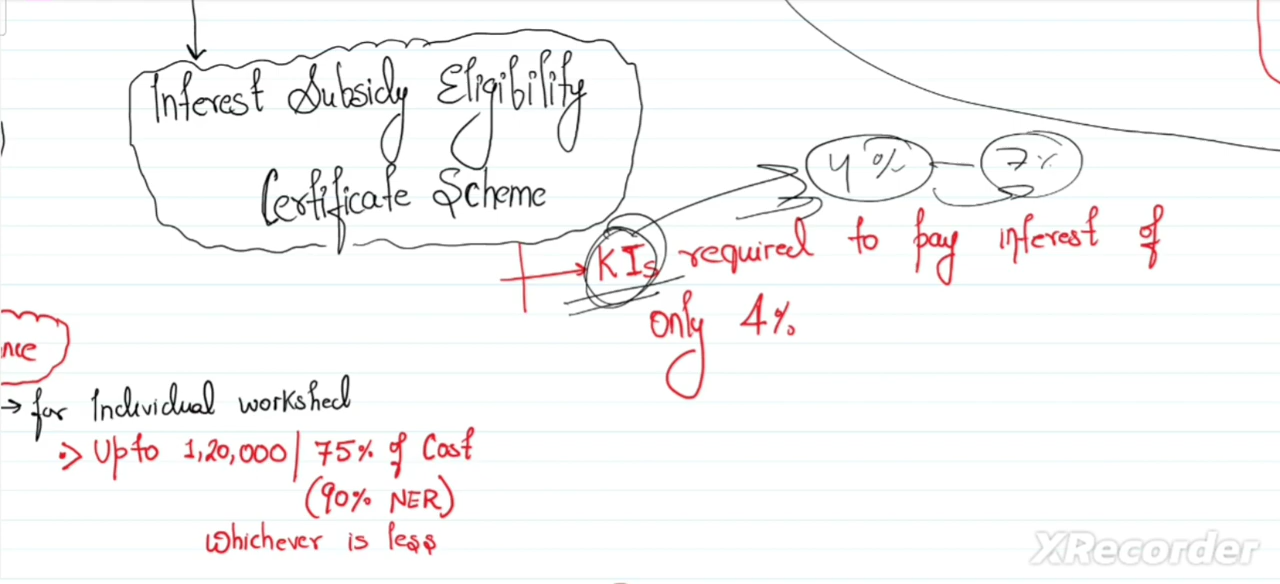 Interest Subsidy Eligibility
Certificate Scheme
4% 7%
KIs required to pay interest of
only 4%
nce
→ for Individual workshed
:> Upto 1,20,000 / 75% of Cost
(90% NER)
whichever is less
XRecorder